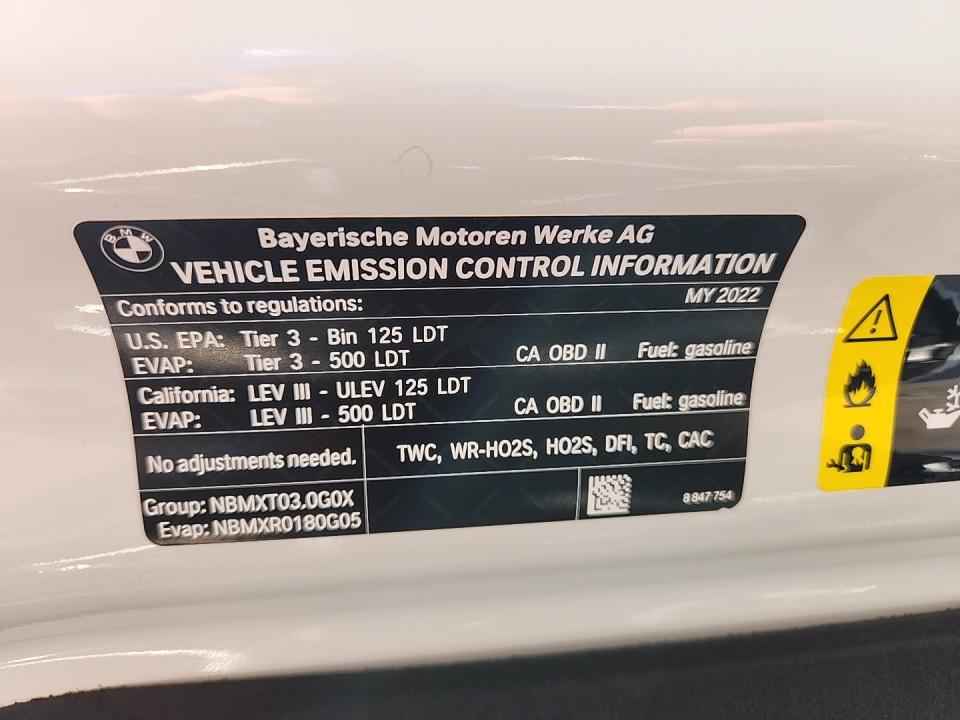 BMW
Bayerische Motoren Werke AG
VEHICLE EMISSION CONTROL INFORMATION
Conforms to regulations: MY 2022
U.S. EPA: Tier 3 - Bin 125 LDT
EVAP: Tier 3 - 500 LDT CA OBD II Fuel: gasoline
California: LEV III - ULEV 125 LDT
EVAP: LEV III - 500 LDT CA OBD II Fuel: gasoline
No adjustments needed. TWC, WR-HO2S, HO2S, DFI, TC, CAC
Group: NBMXT03.0G0X
Evap: NBMXR0180G05
8 847 754